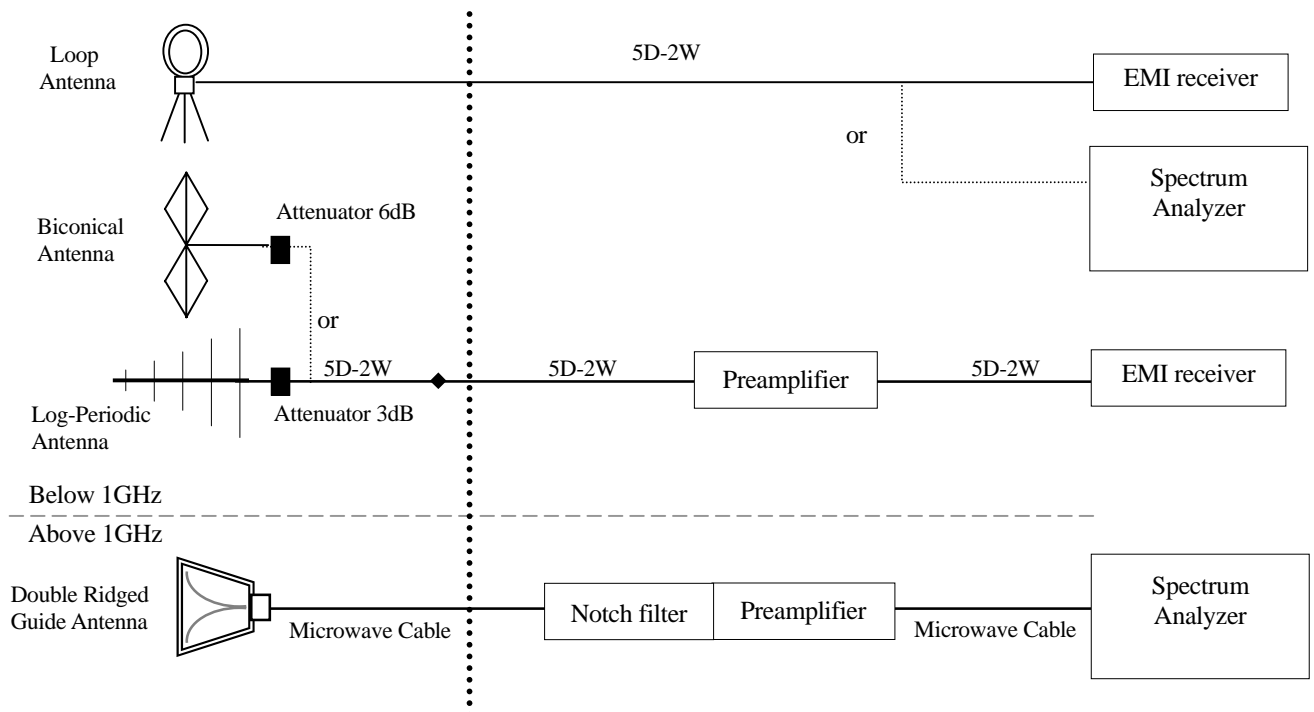 Loop
Antenna
5D-2W
EMI receiver
or
Spectrum
Analyzer
Biconical
Antenna
Attenuator 6dB
or
Log-Periodic
Antenna
5D-2W
Attenuator 3dB
5D-2W
Preamplifier
5D-2W
EMI receiver
Below 1GHz
Above 1GHz
Double Ridged
Guide Antenna
Microwave Cable
Notch filter
Preamplifier
Microwave Cable
Spectrum
Analyzer